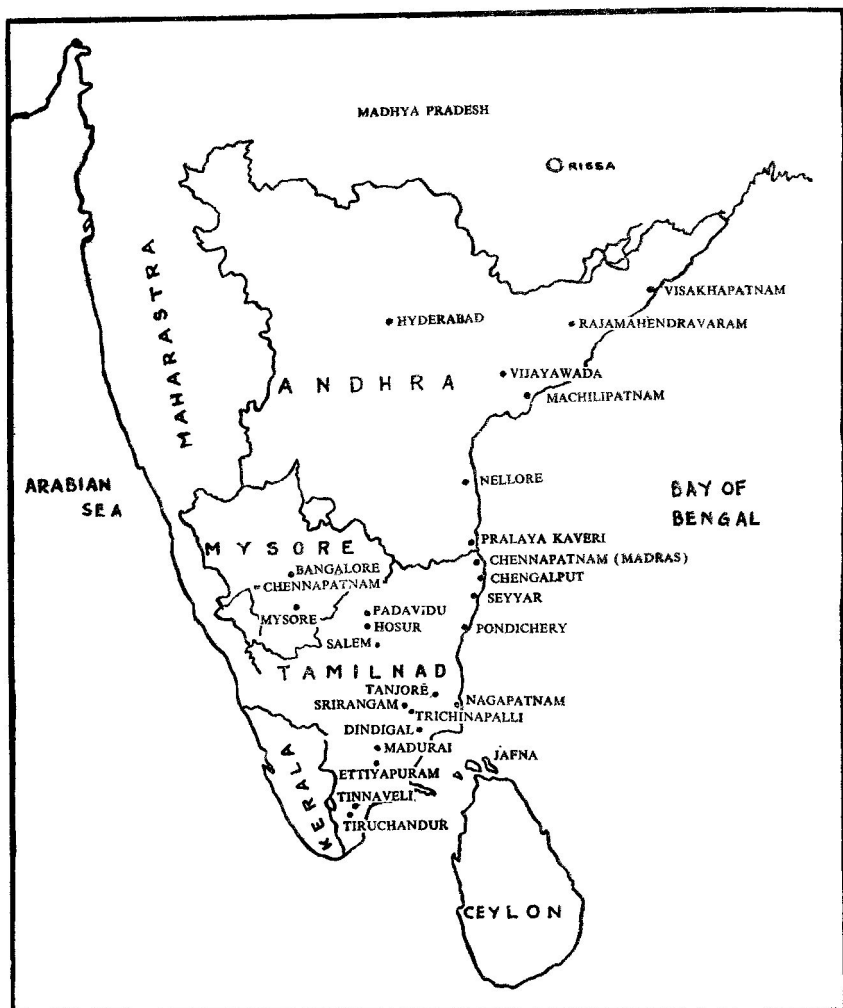 MADHYA PRADESH
ORISSA
MAHARASTRA
VISAKHAPATNAM
HYDERABAD
RAJAMAHENDRAVARAM
ANDHRA
VIJAYAWADA
MACHILIPATNAM
ARABIAN
SEA
NELLORE
BAY OF
BENGAL
PRALAYA KAVERI
MYSORE
CHENNAPATNAM (MADRAS)
BANGALORE
CHENGALPUT
CHENNAPATNAM
SEYYAR
PADAVIDU
MYSORE
HOSUR
PONDICHERY
SALEM
TAMILNAD
TANJORE
SRIRANGAM
NAGAPATNAM
TRICHINAPALLI
DINDIGAL
MADURAI
JAFNA
ETTIYAPURAM
KERALA
TINNAVELI
TIRUCHANDUR
CEYLON